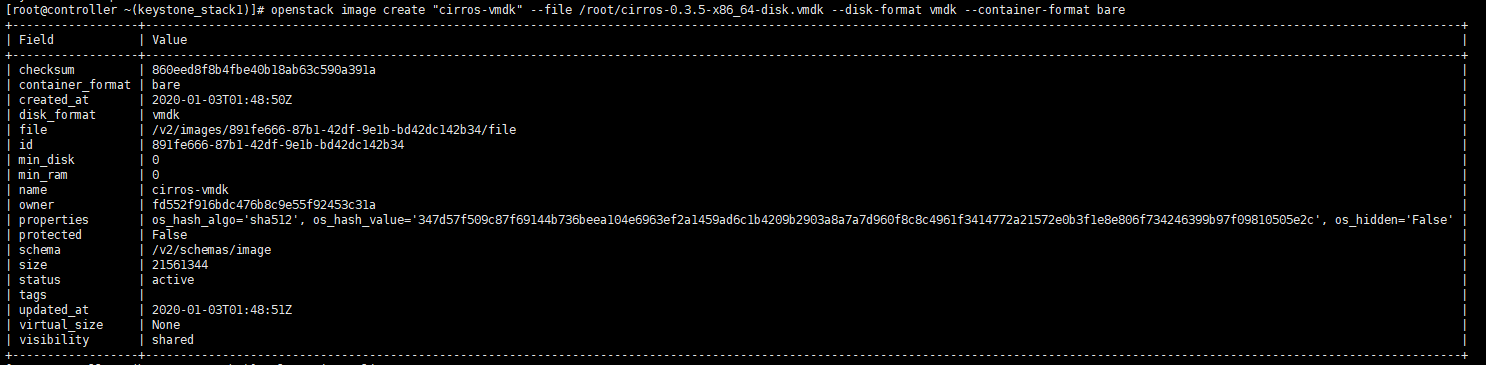 [root@controller ~(keystone_stack1)]# openstack image create "cirros-vmdk" --file /root/cirros-0.3.5-x86_64-disk.vmdk --disk-format vmdk --container-format bare
| Field | Value |
| checksum | 860eed8f8b4fbe40b18ab63c590a391a |
| container_format | bare |
| created_at | 2020-01-03T01:48:50Z |
| disk_format | vmdk |
| file | /v2/images/891fe666-87b1-42df-9e1b-bd42dc142b34/file |
| id | 891fe666-87b1-42df-9e1b-bd42dc142b34 |
| min_disk | 0 |
| min_ram | 0 |
| name | cirros-vmdk |
| owner | fd552f916bdc476b8c9e55f92453c31a |
| properties | os_hash_algo='sha512', os_hash_value='347d57f509c87f69144b736beea104e6963ef2a1459ad6c1b4209b2903a8a7a7d960f8c8c4961f3414772a21572e0b3f1e8e806f734246399b97f09810505e2c', os_hidden='False' |
| protected | False |
| schema | /v2/schemas/image |
| size | 21561344 |
| status | active |
| tags | |
| updated_at | 2020-01-03T01:48:51Z |
| virtual_size | None |
| visibility | shared |